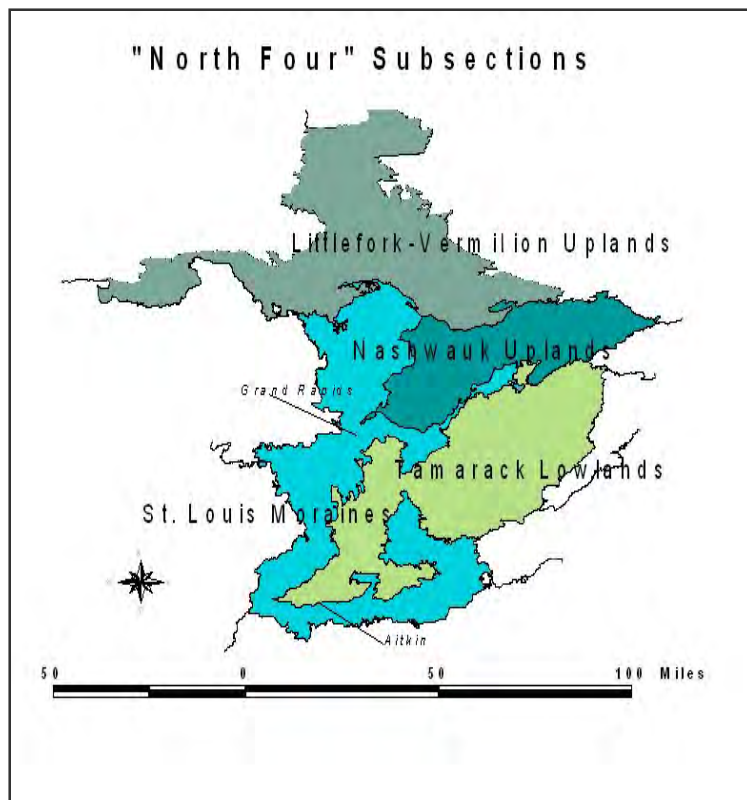 "North Four" Subsections
Littlefork-Vermilion Uplands
Nashwauk Uplands
Grand Rapids
Tamarack Lowlands
St. Louis Moraines
Aitkin
50 0 50 100 Miles